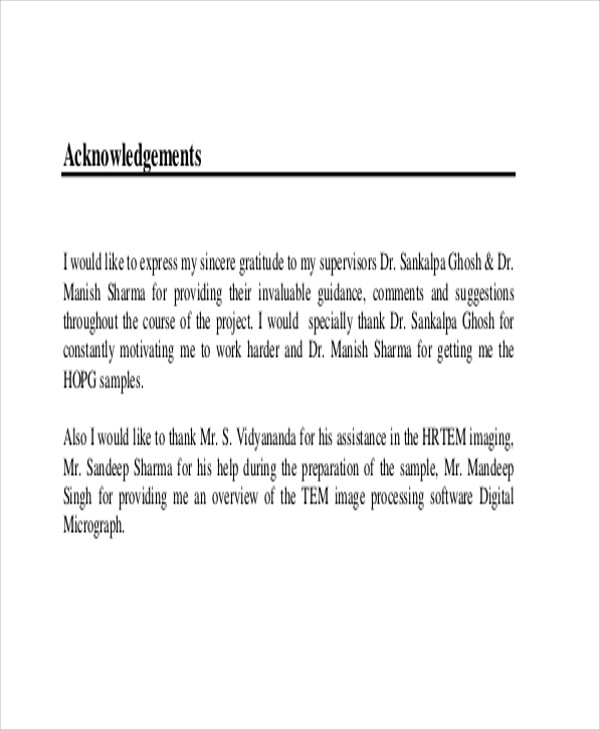 Acknowledgements
I would like to express my sincere gratitude to my supervisors Dr. Sankalpa Ghosh & Dr.
Manish Sharma for providing their invaluable guidance, comments and suggestions
throughout the course of the project. I would specially thank Dr. Sankalpa Ghosh for
constantly motivating me to work harder and Dr. Manish Sharma for getting me the
HOPG samples.
Also I would like to thank Mr. S. Vidyananda for his assistance in the HRTEM imaging,
Mr. Sandeep Sharma for his help during the preparation of the sample, Mr. Mandeep
Singh for providing me an overview of the TEM image processing software Digital
Micrograph.